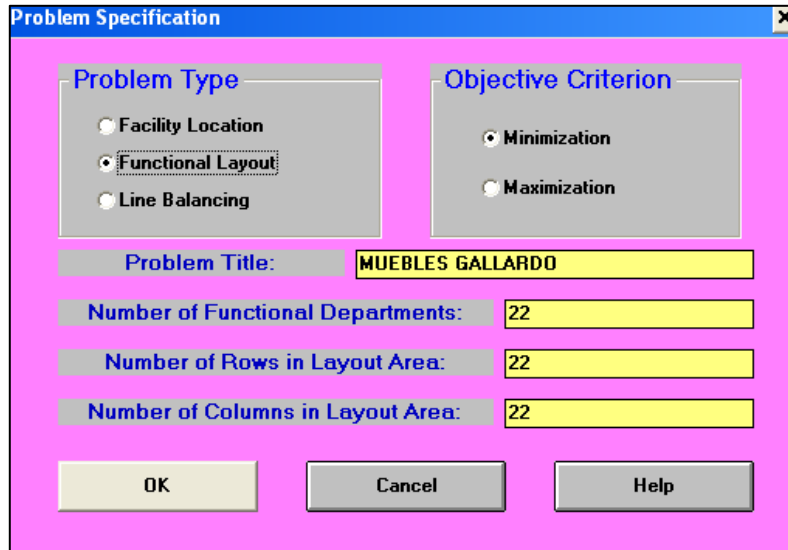 Problem Specification
Problem Type
Facility Location
Functional Layout
Line Balancing
Objective Criterion
Minimization
Maximization
Problem Title: MUEBLES GALLARDO
Number of Functional Departments: 22
Number of Rows in Layout Area: 22
Number of Columns in Layout Area: 22
OK Cancel Help